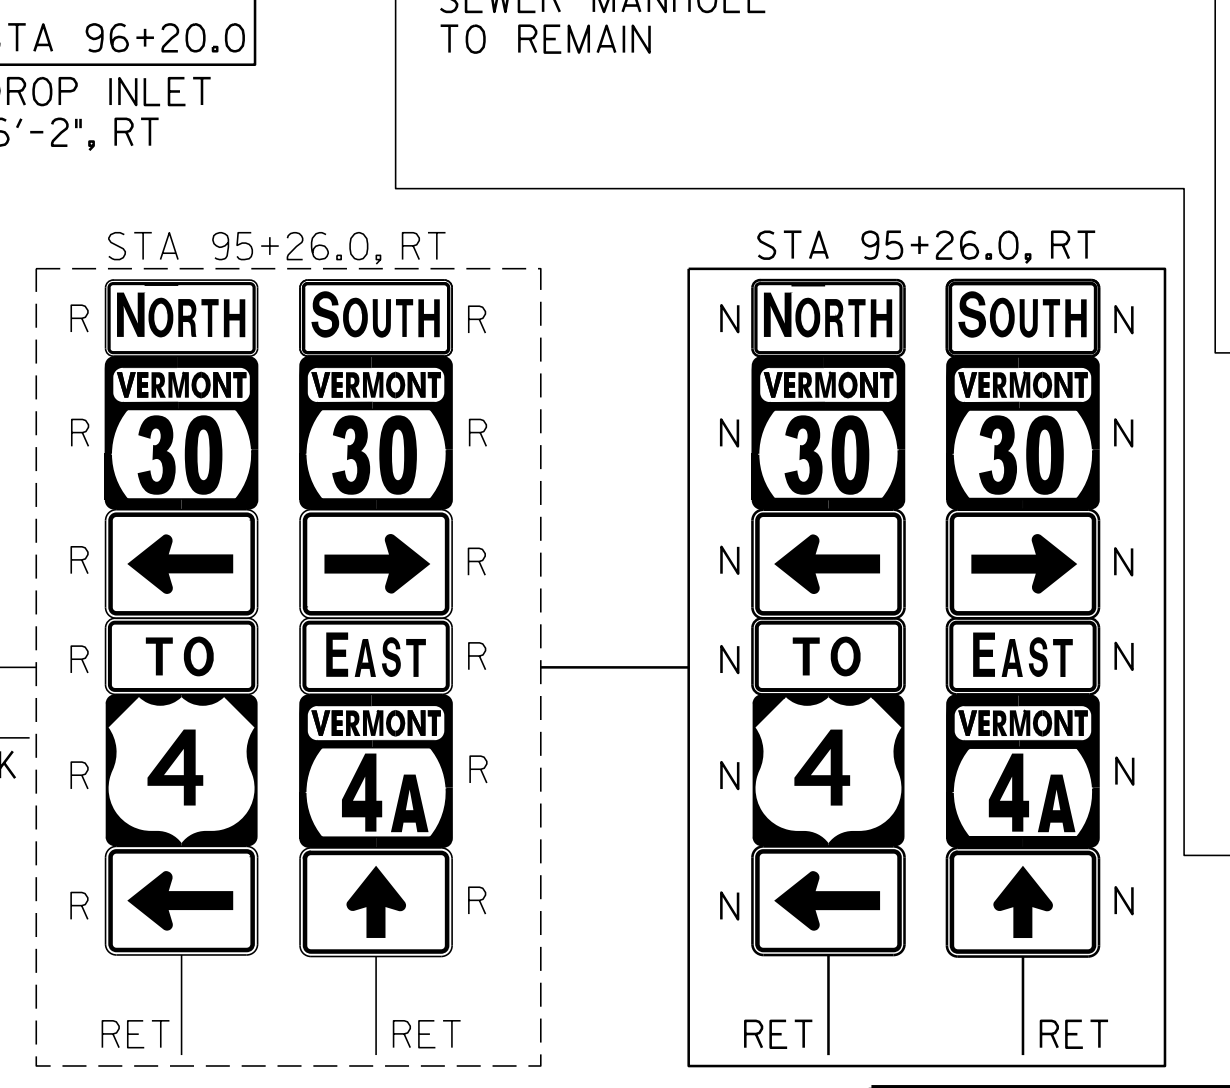 STA 96+20.0
DROP INLET
6'-2", RT
SEWER MANHOLE
TO REMAIN
STA 95+26.0, RT
R NORTH SOUTH R
R VERMONT 30 VERMONT 30 R
R R
R TO EAST R
R 4 VERMONT 4A R
R R
RET RET
K
STA 95+26.0, RT
N NORTH SOUTH N
N VERMONT 30 VERMONT 30 N
N N
N TO EAST N
N 4 VERMONT 4A N
N N
RET RET